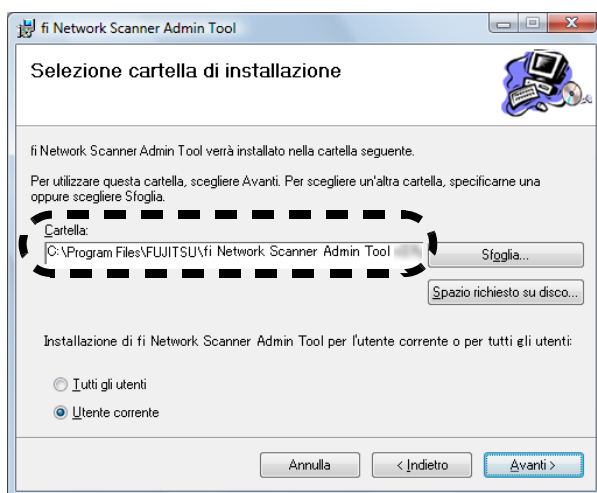 fi Network Scanner Admin Tool
Selezione cartella di installazione
fi Network Scanner Admin Tool verrà installato nella cartella seguente.
Per utilizzare questa cartella, scegliere Avanti. Per scegliere un'altra cartella, specificarne una
oppure scegliere Sfoglia.
Cartella:
C:\Program Files\FUJITSU\fi Network Scanner Admin Tool
Sfoglia...
Spazio richiesto su disco...
Installazione di fi Network Scanner Admin Tool per l'utente corrente o per tutti gli utenti:
Tutti gli utenti
Utente corrente
Annulla
< Indietro
Avanti >